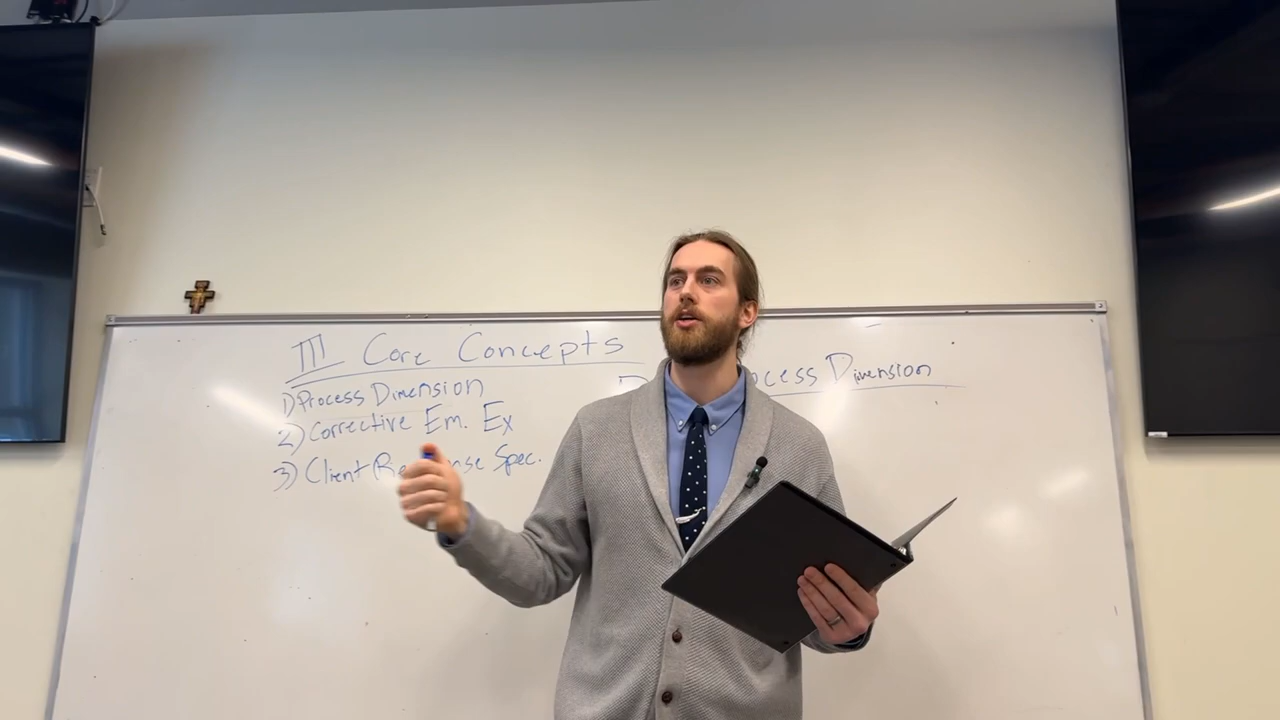 III Core Concepts
1) Process Dimension
2) Corrective Em. Ex
3) Client Spec.
Dimension